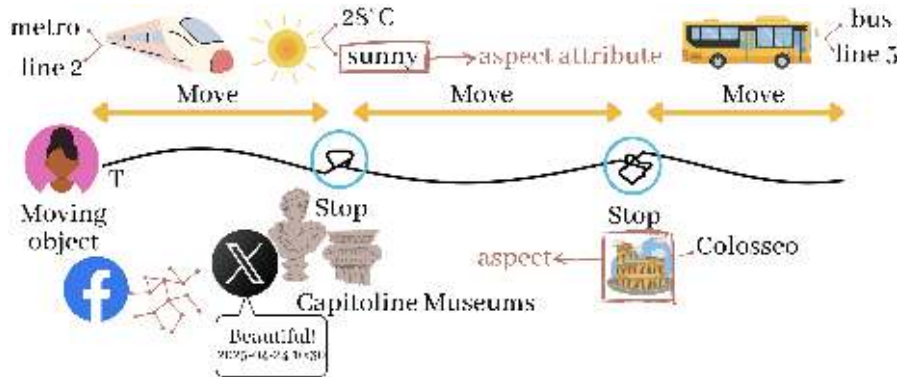 metro
line 2
28°C
sunny
aspect attribute
bus
line 5
Move
Move
Move
T
Moving
object
Stop
Stop
aspect
Colosseo
Capitoline Museums
Beautiful!